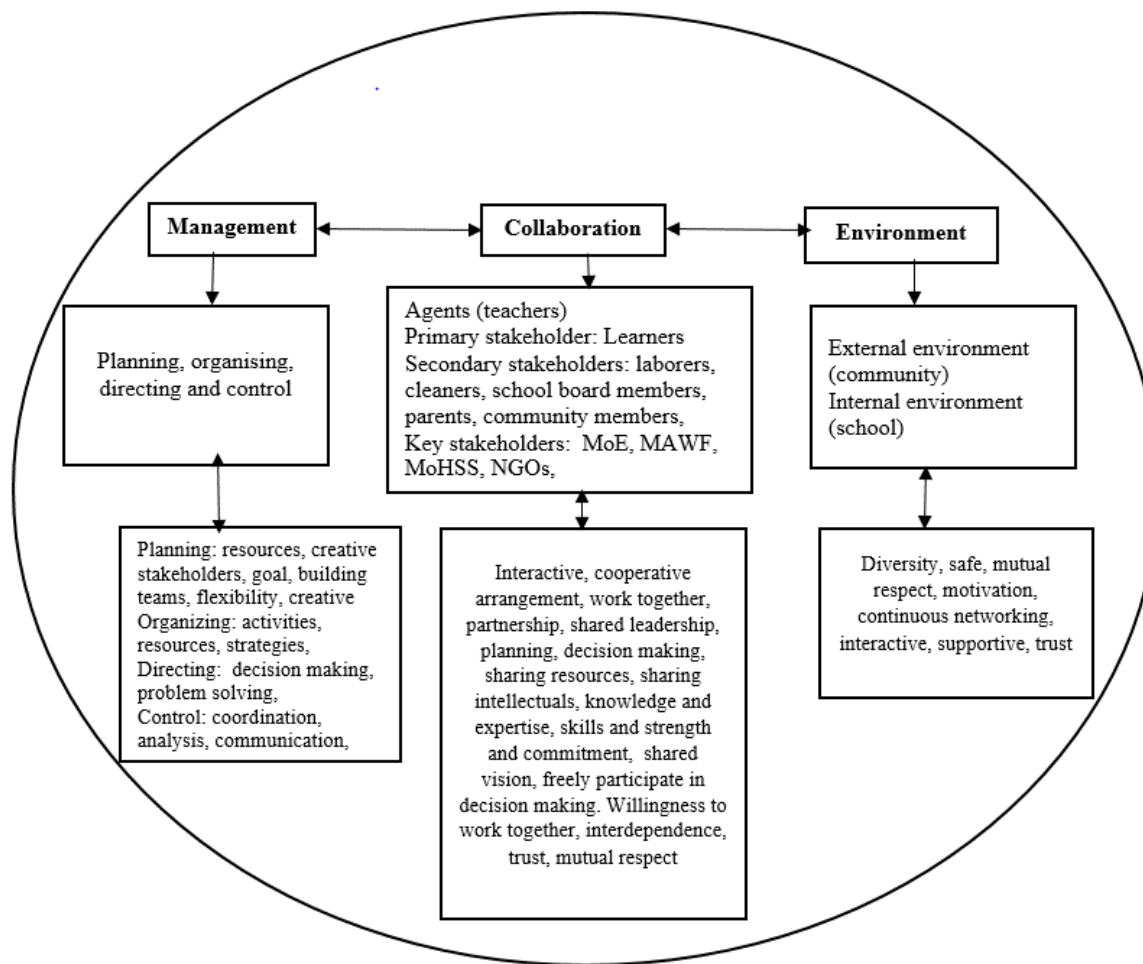 Management
Collaboration
Environment
Planning, organising,
directing and control
Agents (teachers)
Primary stakeholder: Learners
Secondary stakeholders: laborers,
cleaners, school board members,
parents, community members,
Key stakeholders: MoE, MAWF,
MoHSS, NGOs,
External environment
(community)
Internal environment
(school)
Planning: resources, creative
stakeholders, goal, building
teams, flexibility, creative
Organizing: activities,
resources, strategies,
Directing: decision making,
problem solving,
Control: coordination,
analysis, communication,
Interactive, cooperative
arrangement, work together,
partnership, shared leadership,
planning, decision making,
sharing resources, sharing
intellectuals, knowledge and
expertise, skills and strength
and commitment, shared
vision, freely participate in
decision making. Willingness to
work together, interdependence,
trust, mutual respect
Diversity, safe, mutual
respect, motivation,
continuous networking,
interactive, supportive, trust